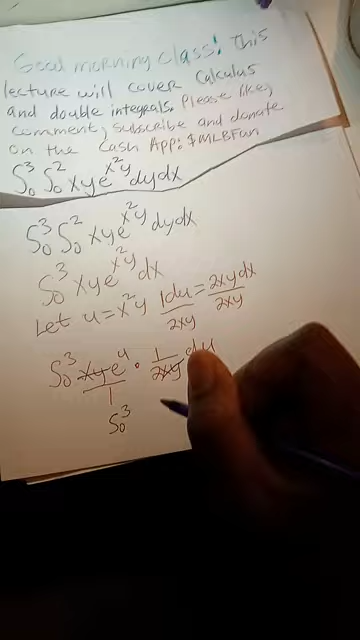 Good morning class! This
lecture will cover Calculus
and double integrals. Please like,
comment, subscribe and donate
on the Cash App: $MLBFan
∫₀³ ∫₀² xye^(x²y) dydx
∫₀³ ∫₀² xye^(x²y) dydx
∫₀³ xye^(x²y) dx
Let u = x²y 1du/2xy = 2xydx/2xy
∫₀³ xye^u/1 · 1/2xy du
∫₀³